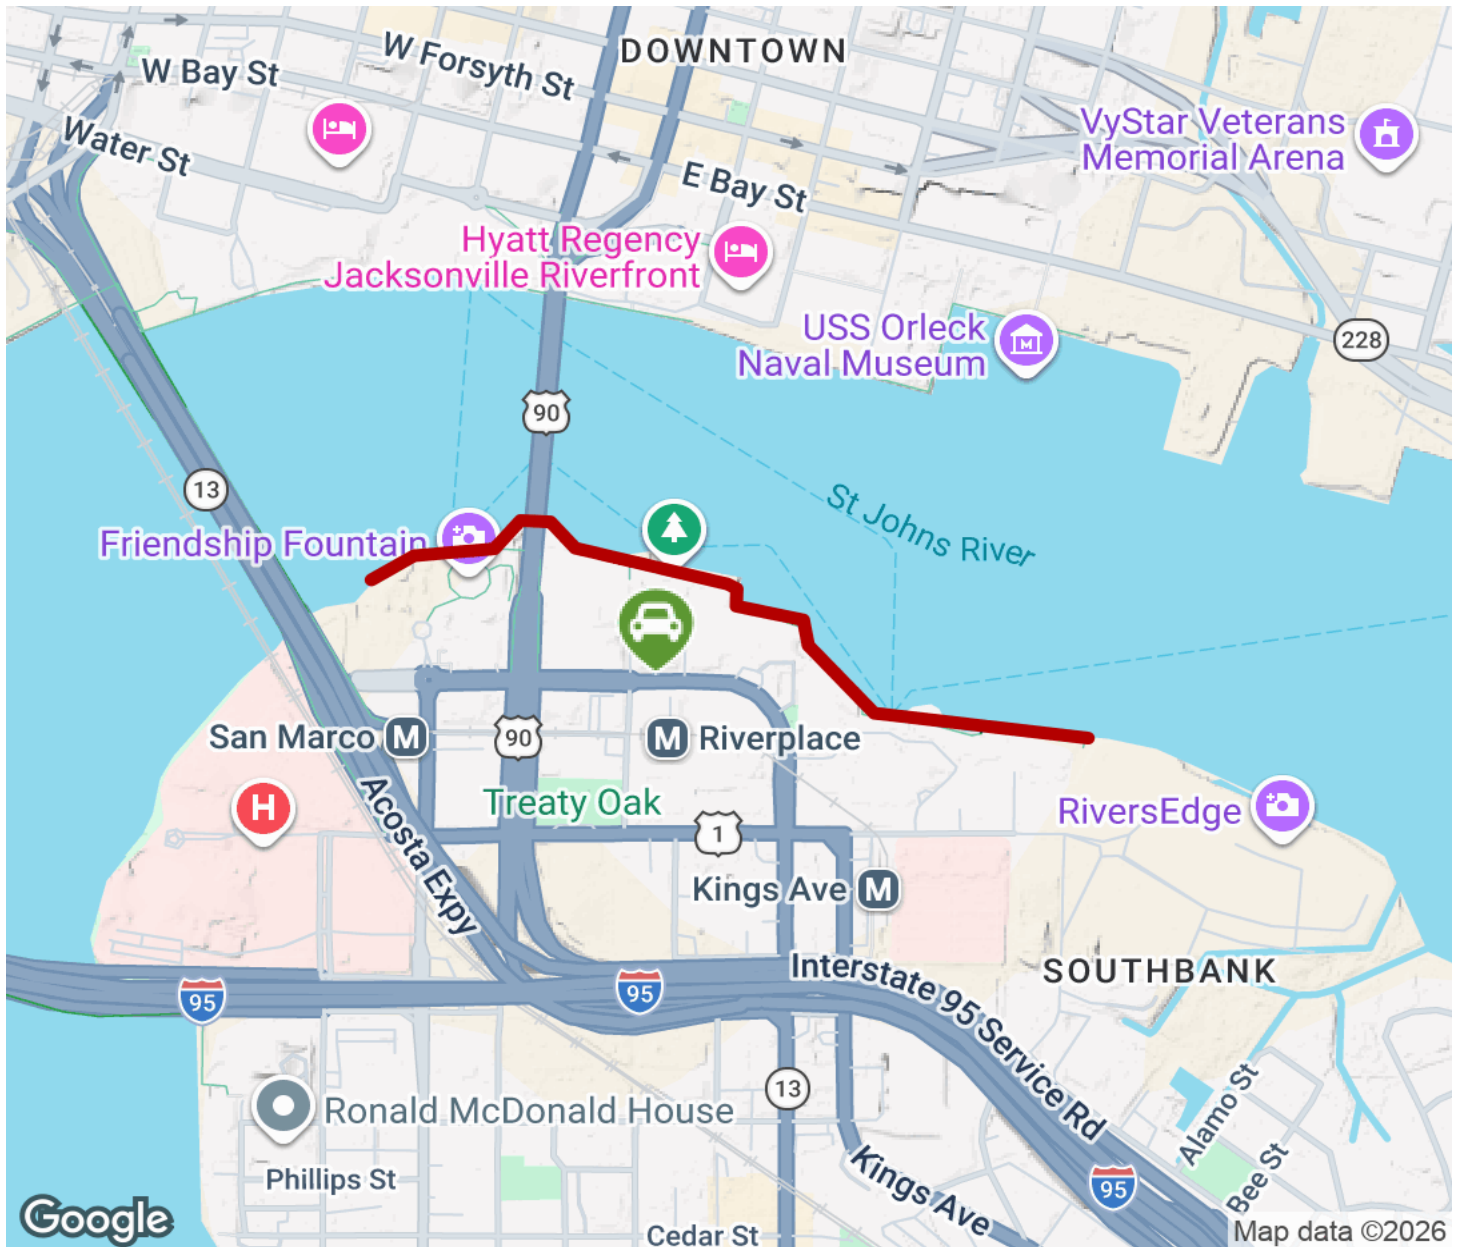 DOWNTOWN
W Forsyth St
W Bay St
Water St
VyStar Veterans
Memorial Arena
E Bay St
Hyatt Regency
Jacksonville Riverfront
USS Orleck
Naval Museum
M
228
90
13
St Johns River
Friendship Fountain
San Marco M
90
M Riverplace
H
Treaty Oak
RiversEdge
1
Acosta Expy
Kings Ave M
SOUTHBANK
Interstate 95 Service Rd
95
95
13
Ronald McDonald House
Alamo St
Phillips St
Kings Ave
95
Bee St
Google
Cedar St
Map data ©2026